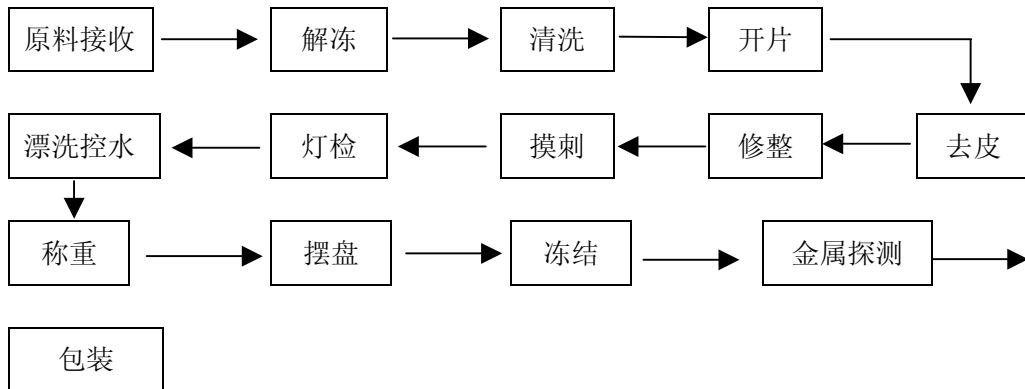 原料接收 解冻 清洗 开片
漂洗控水 灯检 摸刺 修整 去皮
称重 摆盘 冻结 金属探测
包装